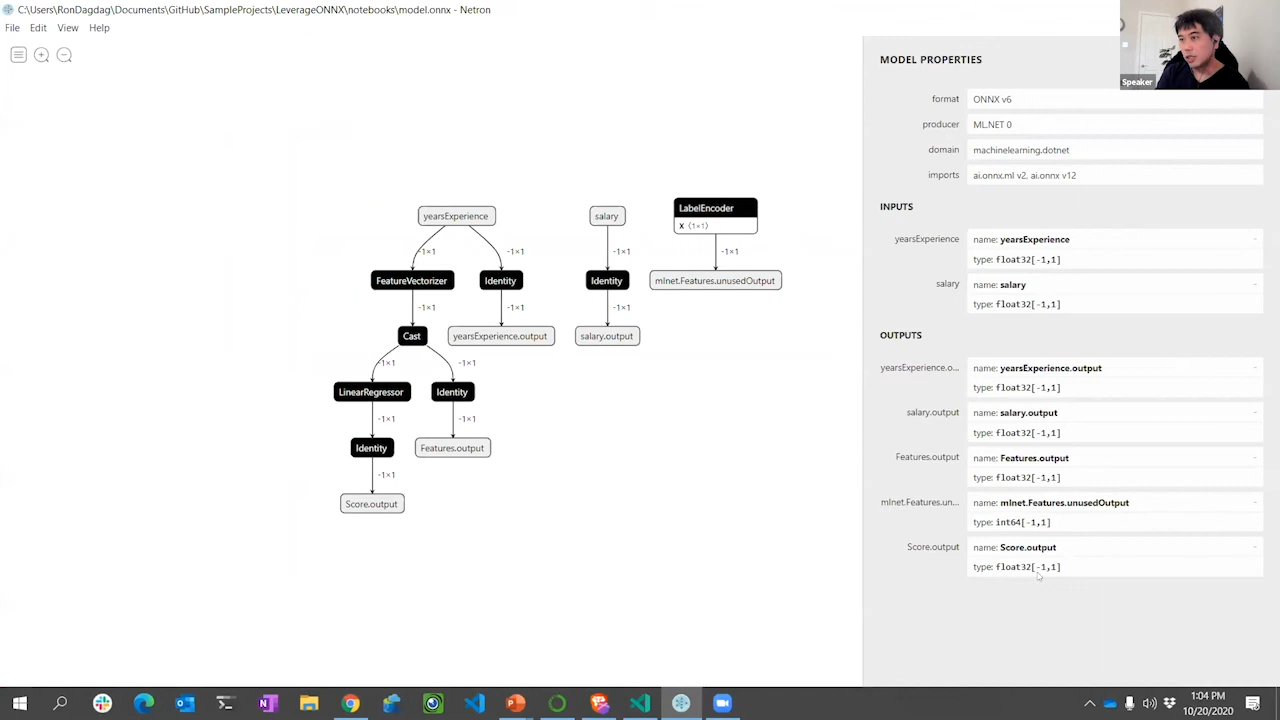 C:\Users\RonDagdag\Documents\GitHub\SampleProjects\LeverageONNX\notebooks\model.onnx - Netron
File Edit View Help
Speaker
yearsExperience
salary
LabelEncoder
X ⟨1×1⟩
-1×1
-1×1
-1×1
-1×1
FeatureVectorizer
Identity
Identity
mlnet.Features.unusedOutput
-1×1
-1×1
-1×1
Cast
yearsExperience.output
salary.output
-1×1
-1×1
LinearRegressor
Identity
-1×1
-1×1
Identity
Features.output
-1×1
Score.output
MODEL PROPERTIES
format ONNX v6
producer ML.NET 0
domain machinelearning.dotnet
imports ai.onnx.ml v2, ai.onnx v12
INPUTS
yearsExperience name: yearsExperience -
type: float32[-1,1]
salary name: salary -
type: float32[-1,1]
OUTPUTS
yearsExperience.o... name: yearsExperience.output -
type: float32[-1,1]
salary.output name: salary.output -
type: float32[-1,1]
Features.output name: Features.output -
type: float32[-1,1]
mlnet.Features.un... name: mlnet.Features.unusedOutput -
type: int64[-1,1]
Score.output name: Score.output -
type: float32[-1,1]
1:04 PM
10/20/2020